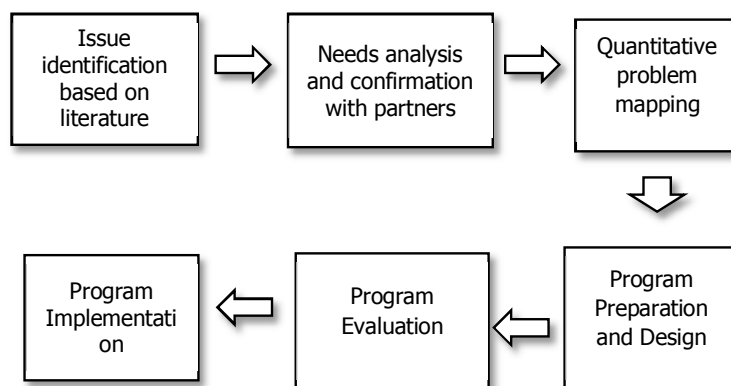 Issue
identification
based on
literature
Needs analysis
and confirmation
with partners
Quantitative
problem
mapping
Program
Preparation
and Design
Program
Evaluation
Program
Implementati
on